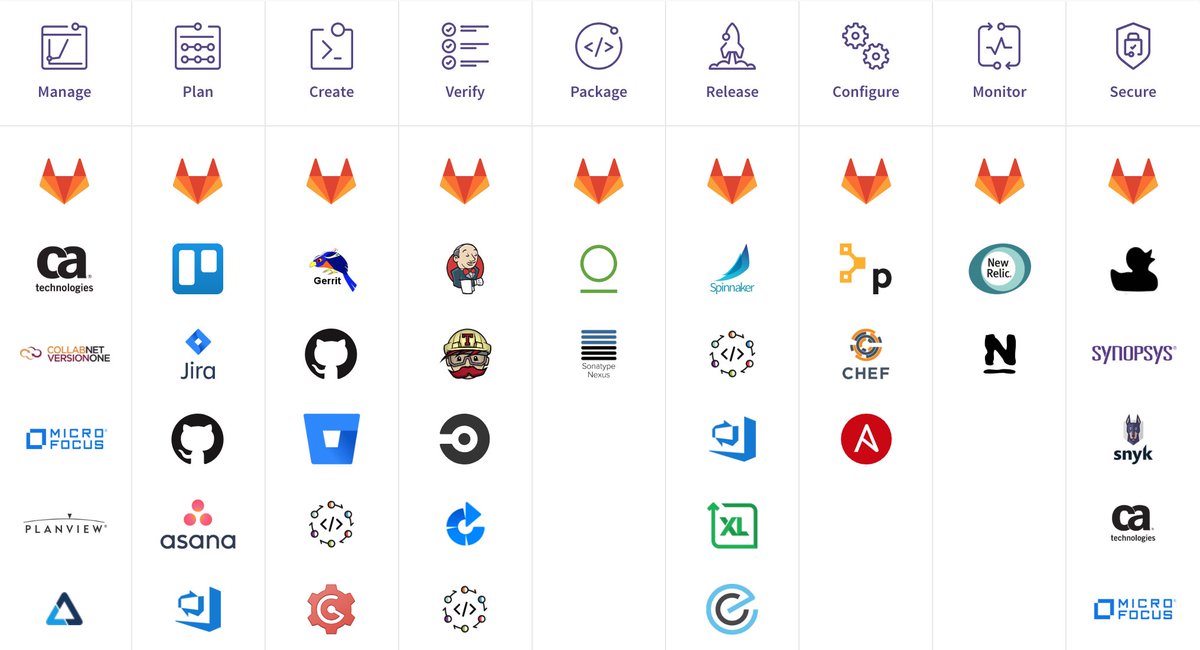 Manage Plan Create Verify Package Release Configure Monitor Secure
ca technologies
Gerrit
Spinnaker
p
New Relic.
COLLABNET VERSIONONE
Jira
T
Sonatype Nexus
</>
CHEF
N
SYNOPSYS®
MICRO FOCUS
A
snyk
PLANVIEW®
asana
</>
XL
ca technologies
</>
MICRO FOCUS